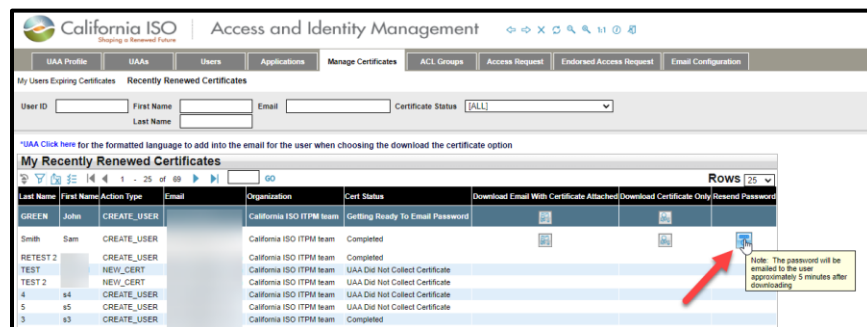 California ISO
Shaping a Renewed Future
Access and Identity Management
UAA Profile UAAs Users Applications Manage Certificates ACL Groups Access Request Endorsed Access Request Email Configuration
My Users Expiring Certificates Recently Renewed Certificates
User ID First Name Email Certificate Status [ALL]
Last Name
*UAA Click here for the formatted language to add into the email for the user when choosing the download the certificate option
My Recently Renewed Certificates
1 - 25 of 69 GO Rows 25
Last Name First Name Action Type Email Organization Cert Status Download Email With Certificate Attached Download Certificate Only Resend Password
GREEN John CREATE_USER California ISO ITPM team Getting Ready To Email Password
Smith Sam CREATE_USER California ISO ITPM team Completed
RETEST 2 CREATE_USER California ISO ITPM team Completed
TEST NEW_CERT California ISO ITPM team UAA Did Not Collect Certificate
TEST 2 NEW_CERT California ISO ITPM team UAA Did Not Collect Certificate
4 s4 CREATE_USER California ISO ITPM team UAA Did Not Collect Certificate
5 s5 CREATE_USER California ISO ITPM team UAA Did Not Collect Certificate
3 s3 CREATE_USER California ISO ITPM team Completed
Note: The password will be
emailed to the user
approximately 5 minutes after
downloading